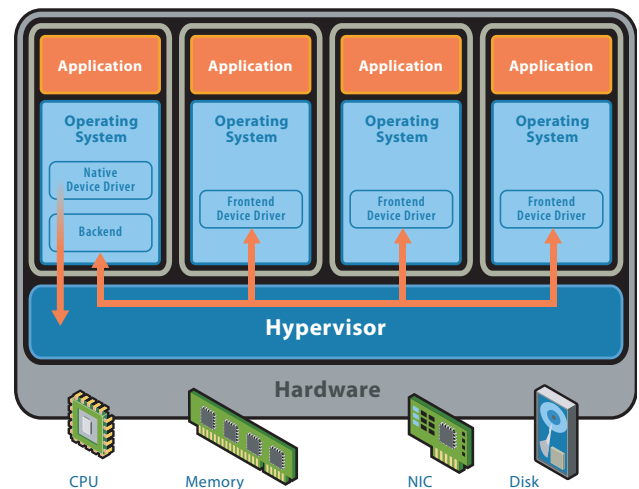 Application
Application
Application
Application
Operating
System
Operating
System
Operating
System
Operating
System
Native
Device Driver
Frontend
Device Driver
Frontend
Device Driver
Frontend
Device Driver
Backend
Hypervisor
Hardware
CPU
Memory
NIC
Disk